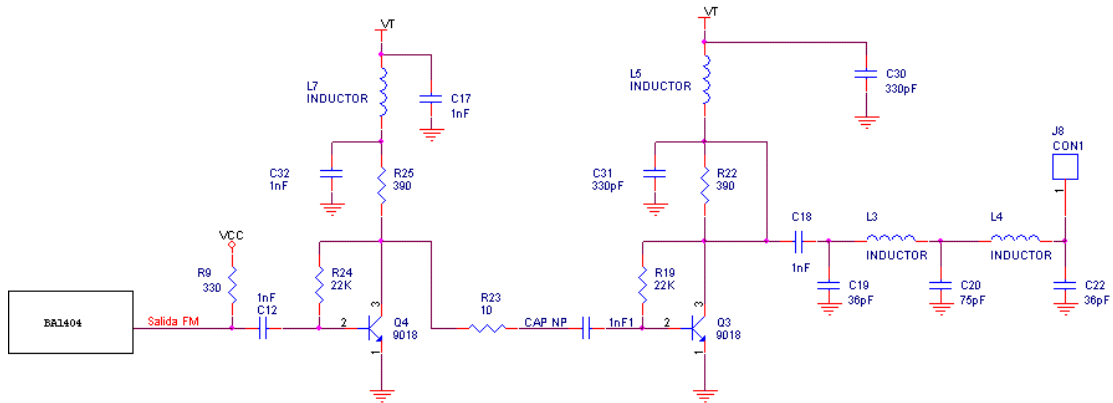 VT
L7
INDUCTOR
C17
1nF
C32
1nF
R25
390
VCC
R9
330
R24
22K
1nF
C12
BA1404
Salida FM
2
3
1
Q4
9018
R23
10
CAP NP
1nF1
VT
L5
INDUCTOR
C30
330pF
C31
330pF
R22
390
R19
22K
2
3
1
Q3
9018
C18
1nF
C19
36pF
L3
INDUCTOR
C20
75pF
L4
INDUCTOR
J8
CON1
1
C22
36pF